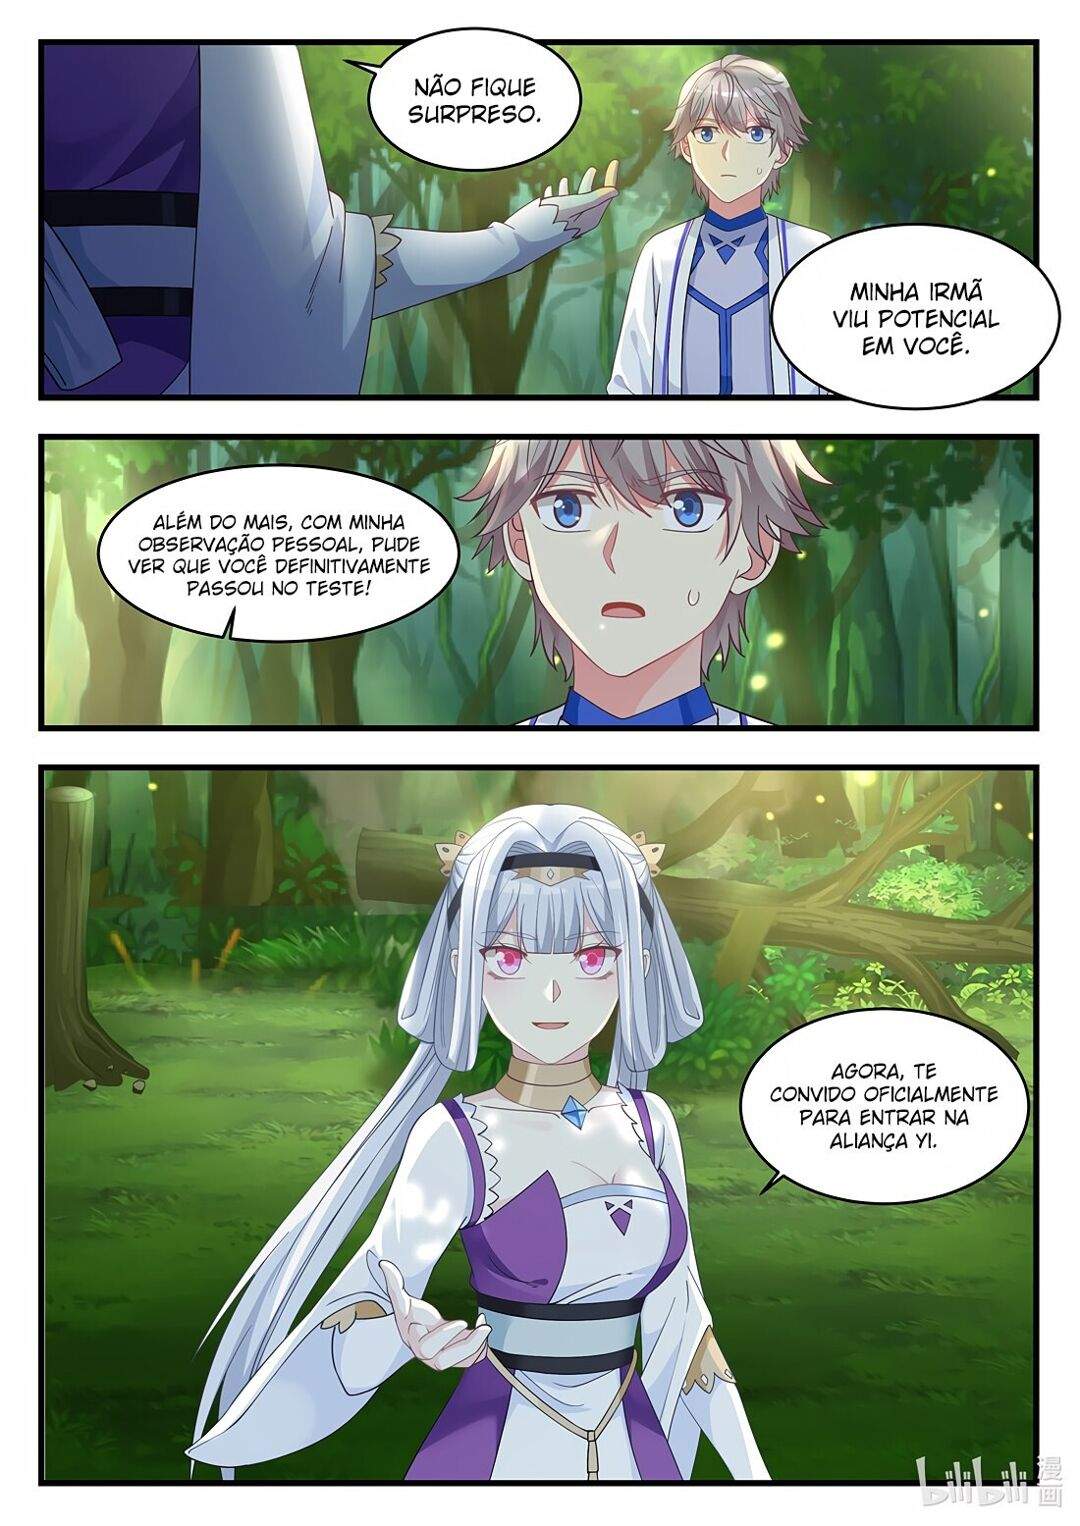 NÃO FIQUE
SURPRESO.
MINHA IRMÃ
VIU POTENCIAL
EM VOCÊ.
ALÉM DO MAIS, COM MINHA
OBSERVAÇÃO PESSOAL, PUDE
VER QUE VOCÊ DEFINITIVAMENTE
PASSOU NO TESTE!
AGORA, TE
CONVIDO OFICIALMENTE
PARA ENTRAR NA
ALIANÇA YI.
bilibili 漫画